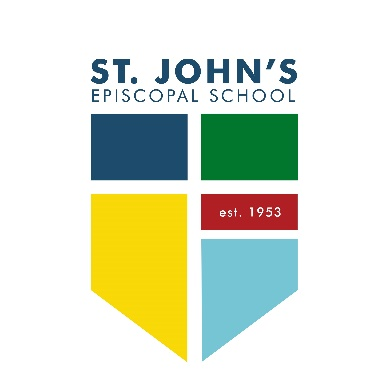 ST. JOHN'S
EPISCOPAL SCHOOL
est. 1953